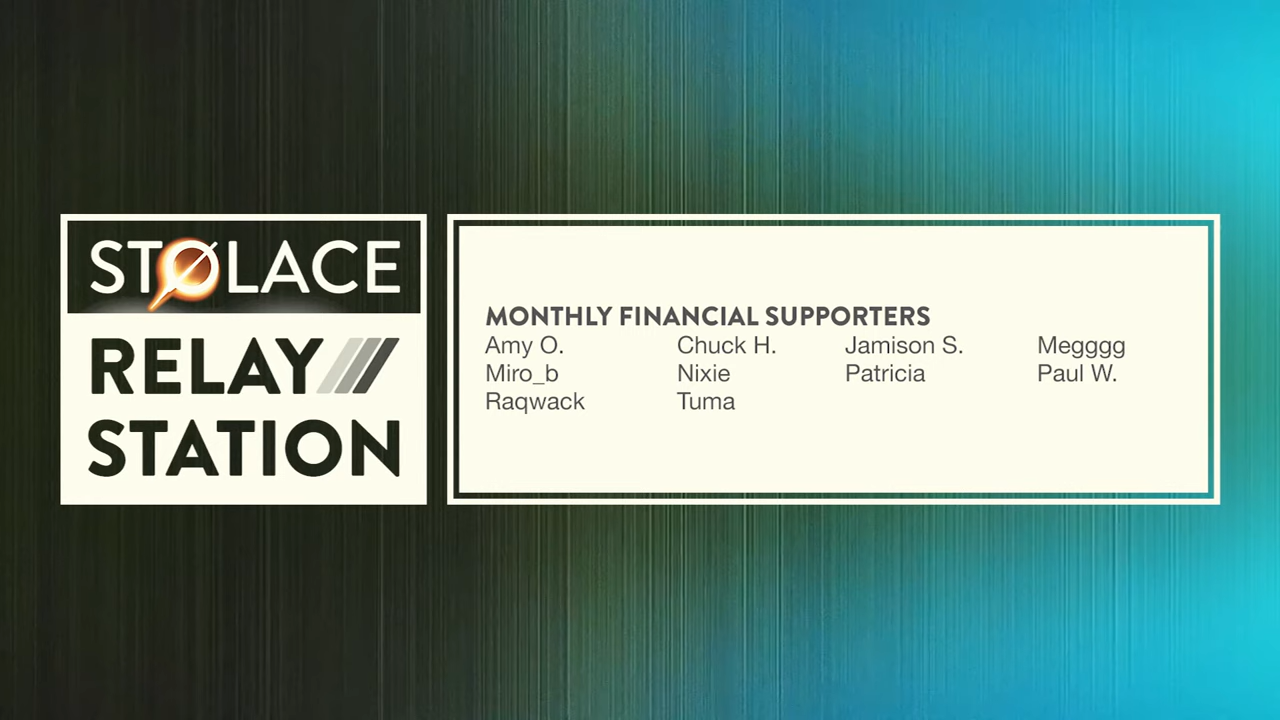 STØLACE
RELAY
STATION
MONTHLY FINANCIAL SUPPORTERS
Amy O. Chuck H. Jamison S. Megggg
Miro_b Nixie Patricia Paul W.
Raqwack Tuma